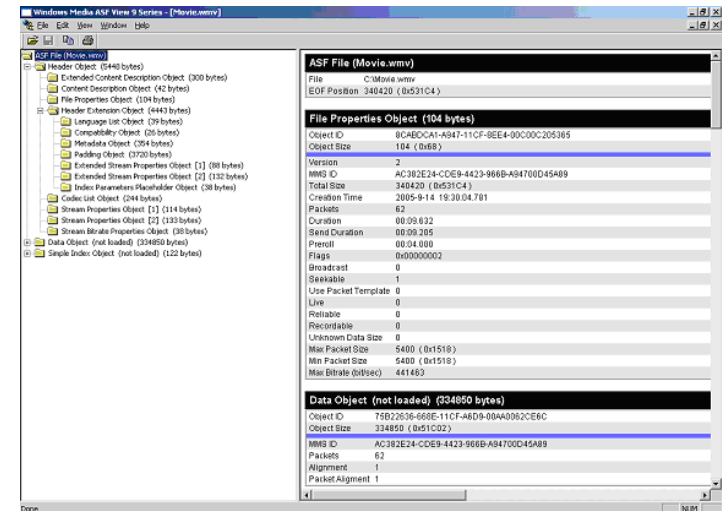 Windows Media ASF View 9 Series - [Movie.wmv]
File Edit View Window Help
ASF File (Movie.wmv)
Header Object (5448 bytes)
Extended Content Description Object (300 bytes)
Content Description Object (42 bytes)
File Properties Object (104 bytes)
Header Extension Object (4443 bytes)
Language List Object (39 bytes)
Compatibility Object (26 bytes)
Metadata Object (354 bytes)
Padding Object (3720 bytes)
Extended Stream Properties Object [1] (88 bytes)
Extended Stream Properties Object [2] (132 bytes)
Index Parameters Placeholder Object (38 bytes)
Codec List Object (244 bytes)
Stream Properties Object [1] (114 bytes)
Stream Properties Object [2] (133 bytes)
Stream Bitrate Properties Object (38 bytes)
Data Object (not loaded) (334850 bytes)
Simple Index Object (not loaded) (122 bytes)
ASF File (Movie.wmv)
File C:\Movie.wmv
EOF Position 340420 (0x531C4)
File Properties Object (104 bytes)
Object ID 8CABDCA1-A947-11CF-8EE4-00C00C205365
Object Size 104 (0x68)
Version 2
MMS ID AC382E24-CDE9-4423-966B-A94700D45A89
Total Size 340420 (0x531C4)
Creation Time 2005-9-14 19:30:04.781
Packets 62
Duration 00:09.632
Send Duration 00:09.205
Preroll 00:04.000
Flags 0x00000002
Broadcast 0
Seekable 1
Use Packet Template 0
Live 0
Reliable 0
Recordable 0
Unknown Data Size 0
Max Packet Size 5400 (0x1518)
Min Packet Size 5400 (0x1518)
Max Bitrate (bit/sec) 441463
Data Object (not loaded) (334850 bytes)
Object ID 75B22636-668E-11CF-A6D9-00AA0062CE6C
Object Size 334850 (0x51C02)
MMS ID AC382E24-CDE9-4423-966B-A94700D45A89
Packets 62
Alignment 1
Packet Aligment 1
Done
NUM